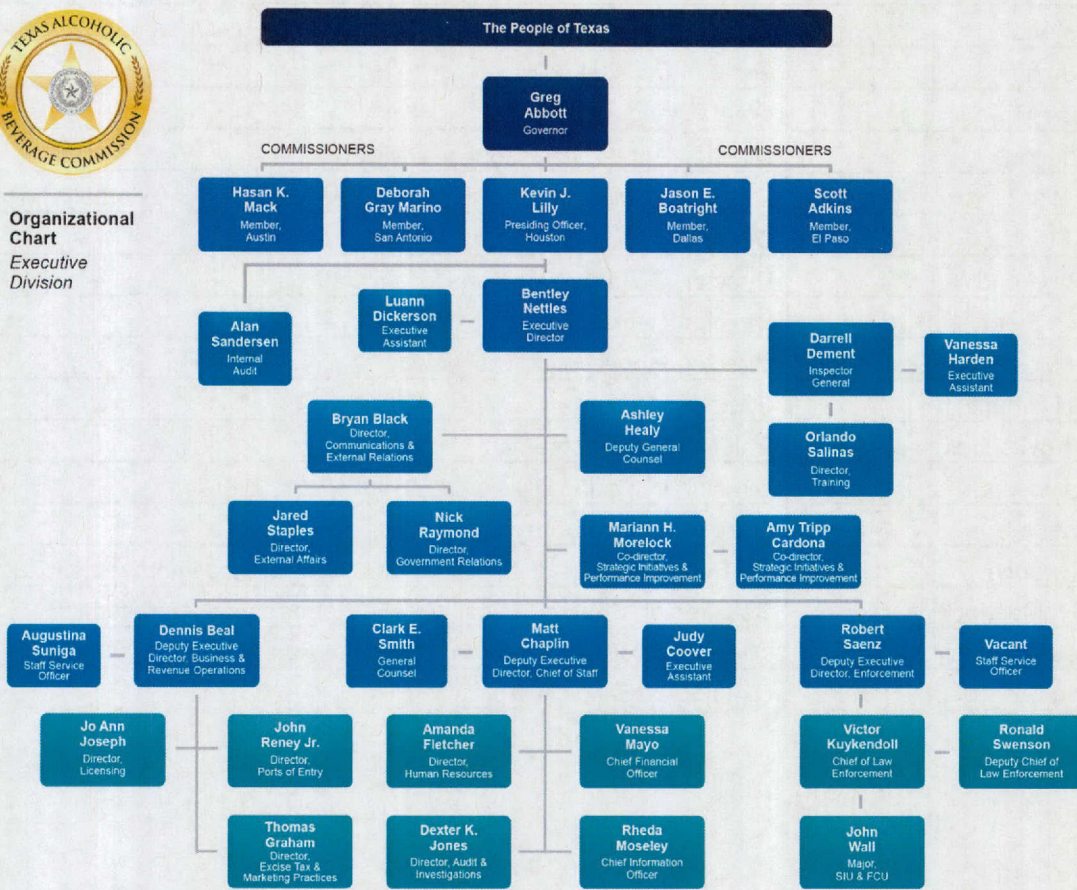 TEXAS ALCOHOLIC
BEVERAGE COMMISSION
Organizational
Chart
Executive
Division
The People of Texas
Greg
Abbott
Governor
COMMISSIONERS
COMMISSIONERS
Hasan K.
Mack
Member,
Austin
Deborah
Gray Marino
Member,
San Antonio
Kevin J.
Lilly
Presiding Officer,
Houston
Jason E.
Boatright
Member,
Dallas
Scott
Adkins
Member,
El Paso
Alan
Sandersen
Internal
Audit
Luann
Dickerson
Executive
Assistant
Bentley
Nettles
Executive
Director
Darrell
Dement
Inspector
General
Vanessa
Harden
Executive
Assistant
Bryan Black
Director,
Communications &
External Relations
Ashley
Healy
Deputy General
Counsel
Orlando
Salinas
Director,
Training
Jared
Staples
Director,
External Affairs
Nick
Raymond
Director,
Government Relations
Mariann H.
Morelock
Co-director,
Strategic Initiatives &
Performance Improvement
Amy Tripp
Cardona
Co-director,
Strategic Initiatives &
Performance Improvement
Augustina
Suniga
Staff Service
Officer
Dennis Beal
Deputy Executive
Director, Business &
Revenue Operations
Clark E.
Smith
General
Counsel
Matt
Chaplin
Deputy Executive
Director, Chief of Staff
Judy
Coover
Executive
Assistant
Robert
Saenz
Deputy Executive
Director, Enforcement
Vacant
Staff Service
Officer
Jo Ann
Joseph
Director,
Licensing
John
Reney Jr.
Director,
Ports of Entry
Amanda
Fletcher
Director,
Human Resources
Vanessa
Mayo
Chief Financial
Officer
Victor
Kuykendoll
Chief of Law
Enforcement
Ronald
Swenson
Deputy Chief of
Law Enforcement
Thomas
Graham
Director,
Excise Tax &
Marketing Practices
Dexter K.
Jones
Director, Audit &
Investigations
Rheda
Moseley
Chief Information
Officer
John
Wall
Major,
SIU & FCU